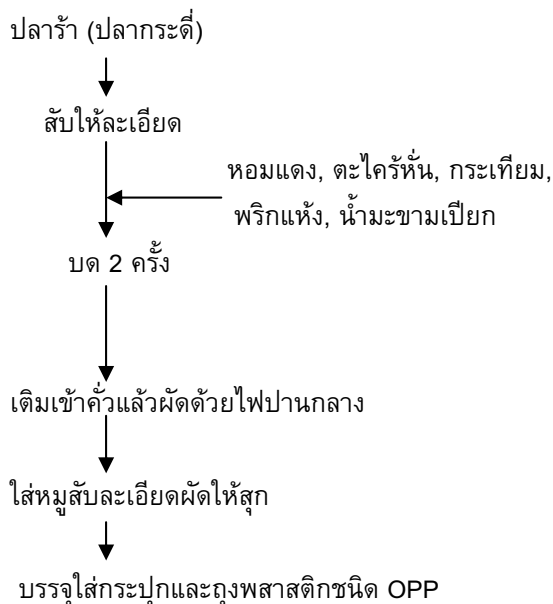 ปลาร้า (ปลากระดี่)
สับให้ละเอียด
หอมแดง, ตะไคร้หั่น, กระเทียม,
พริกแห้ง, น้ำมะขามเปียก
บด 2 ครั้ง
เติมเข้าคั่วแล้วผัดด้วยไฟปานกลาง
ใส่หมูสับละเอียดผัดให้สุก
บรรจุใส่กระปุกและถุงพสาสติกชนิด OPP